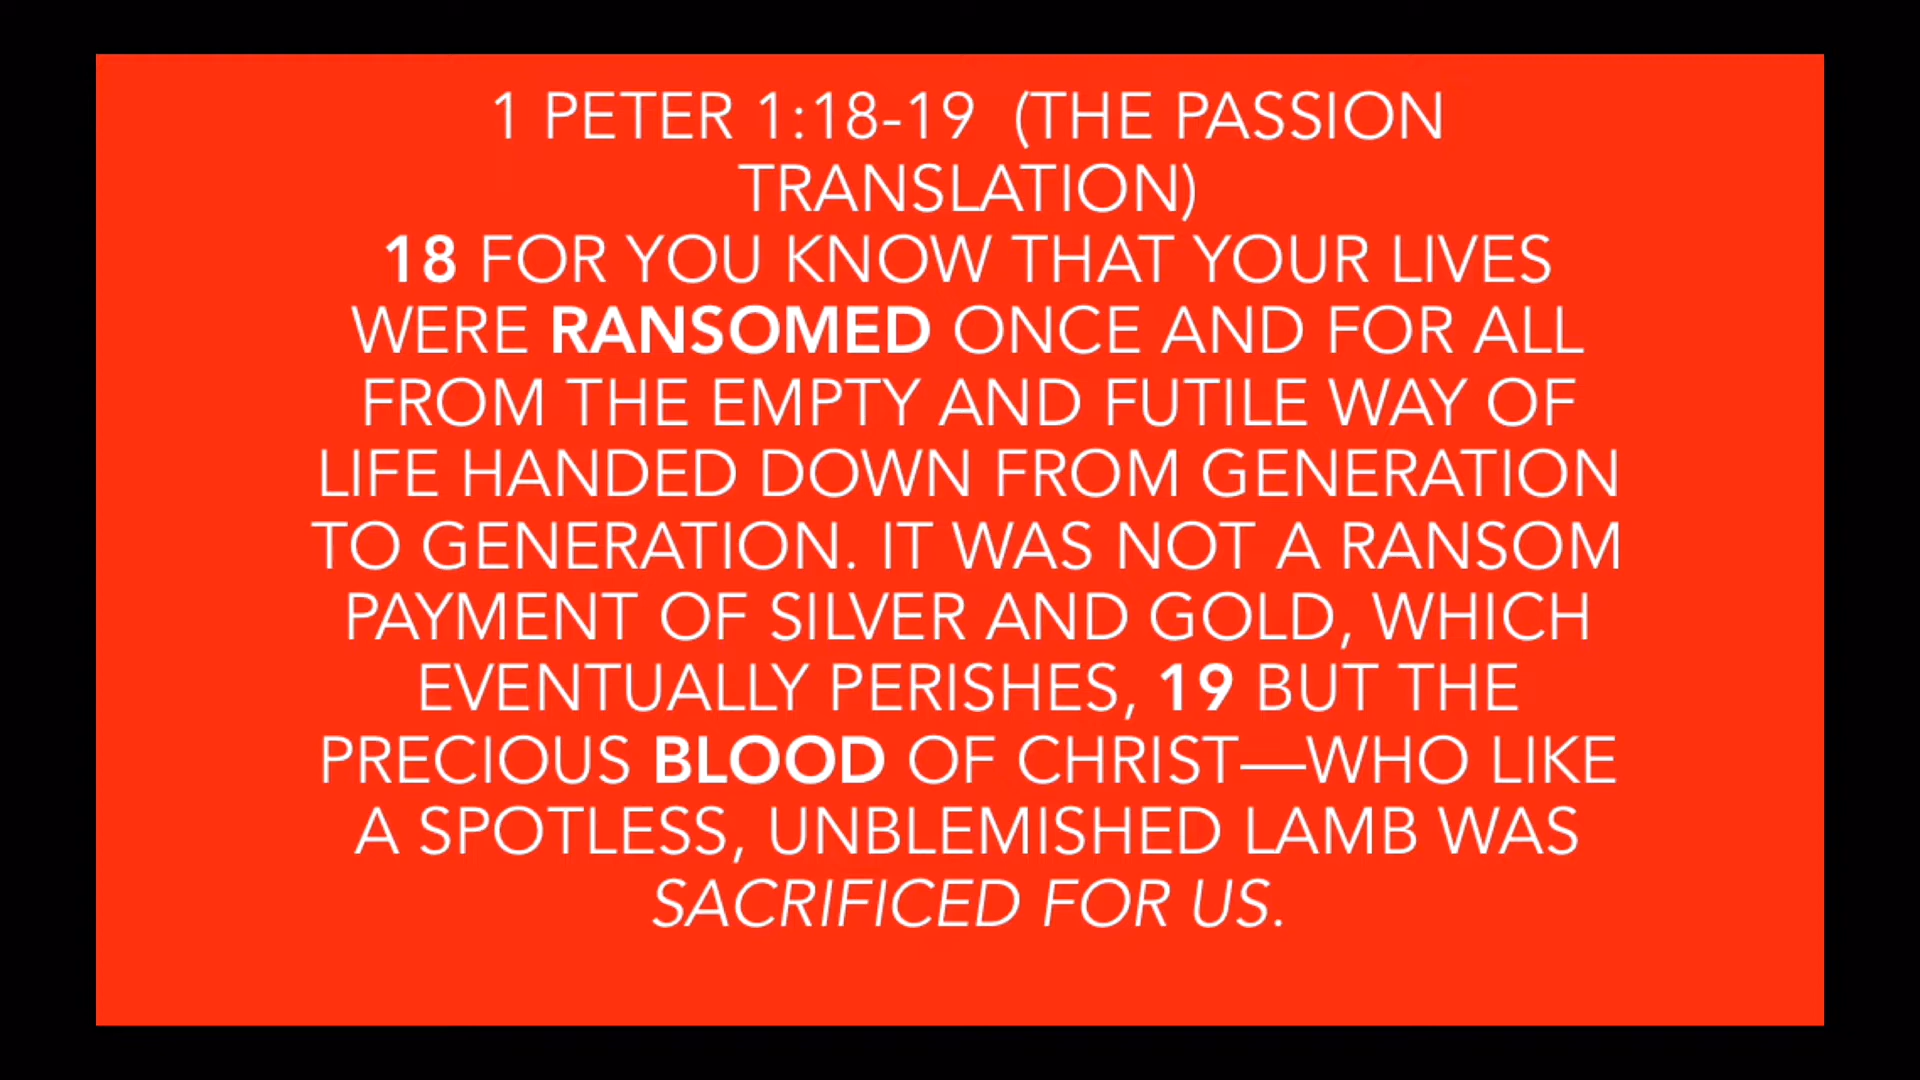 1 PETER 1:18-19  (THE PASSION
TRANSLATION)
18 FOR YOU KNOW THAT YOUR LIVES
WERE RANSOMED ONCE AND FOR ALL
FROM THE EMPTY AND FUTILE WAY OF
LIFE HANDED DOWN FROM GENERATION
TO GENERATION. IT WAS NOT A RANSOM
PAYMENT OF SILVER AND GOLD, WHICH
EVENTUALLY PERISHES, 19 BUT THE
PRECIOUS BLOOD OF CHRIST—WHO LIKE
A SPOTLESS, UNBLEMISHED LAMB WAS
SACRIFICED FOR US.